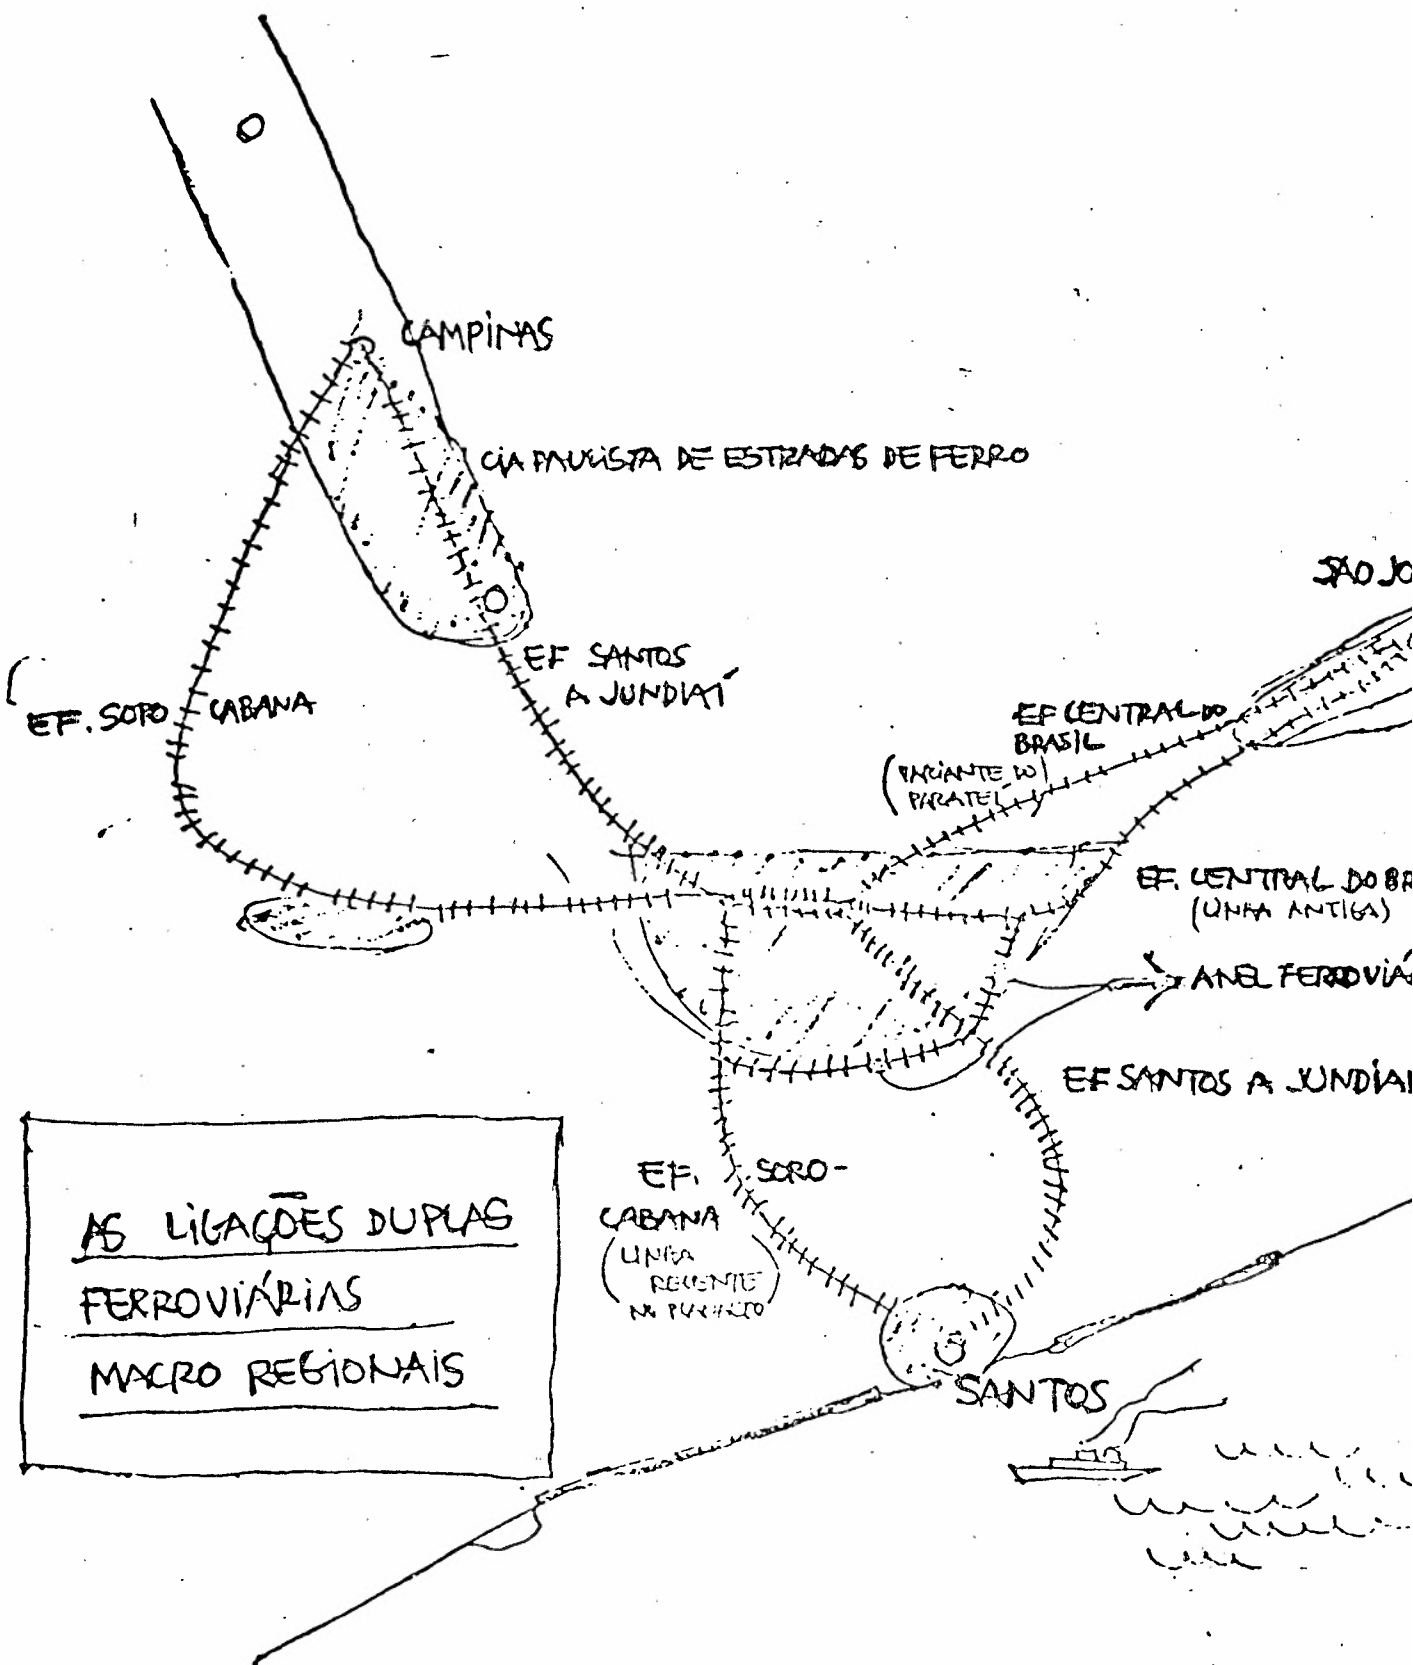 CAMPINAS
CIA PAULISTA DE ESTRADAS DE FERRO
SÃO JO
EF SANTOS
A JUNDIAÍ
EF. SORO CABANA
EF CENTRAL DO
BRASIL
(VARIANTE DO
PARATEÍ)
EF. CENTRAL DO BR
(LINHA ANTIGA)
ANEL FERROVIÁ
EF SANTOS A JUNDIAI
EF. SORO-
CABANA
(LINHA
RECENTE
SANTOS
AS LIGAÇÕES DUPLAS
FERROVIÁRIAS
MACRO REGIONAIS